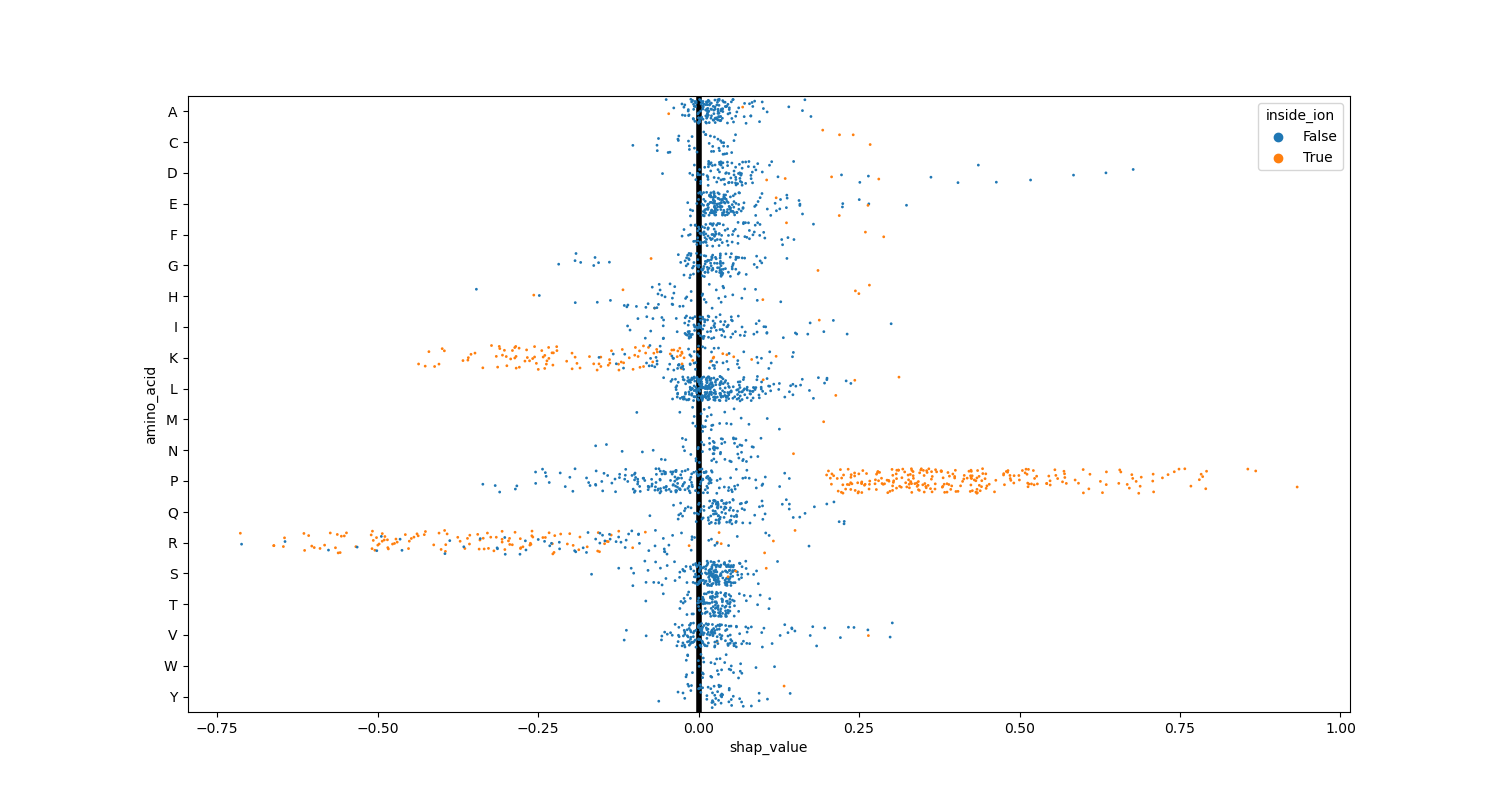 inside_ion
False
True
A
C
D
E
F
G
H
I
K
L
M
N
P
Q
R
S
T
V
W
Y
amino_acid
−0.75 −0.50 −0.25 0.00 0.25 0.50 0.75 1.00
shap_value